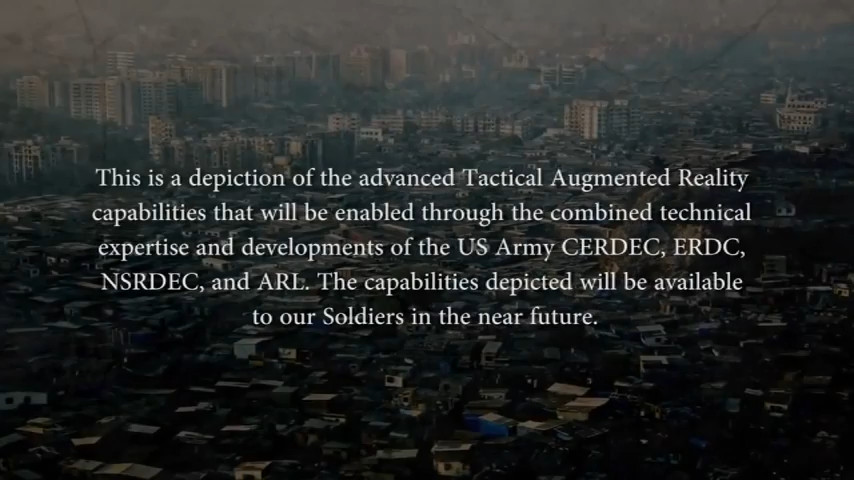 This is a depiction of the advanced Tactical Augmented Reality
capabilities that will be enabled through the combined technical
expertise and developments of the US Army CERDEC, ERDC,
NSRDEC, and ARL. The capabilities depicted will be available
to our Soldiers in the near future.